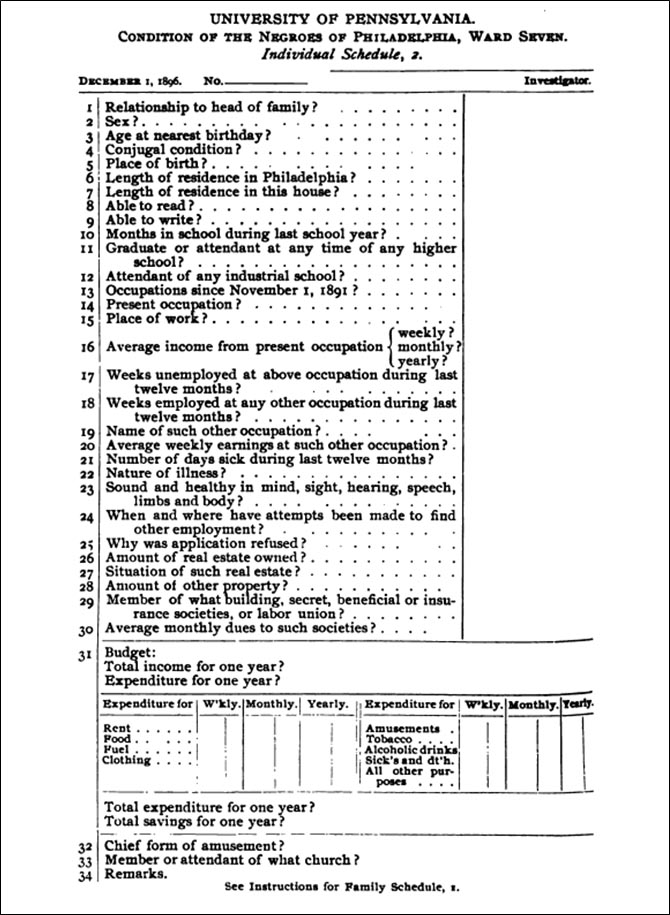 UNIVERSITY OF PENNSYLVANIA.
CONDITION OF THE NEGROES OF PHILADELPHIA, WARD SEVEN.
Individual Schedule, 2.
DECEMBER 1, 1896. No. Investigator.
1 Relationship to head of family?
2 Sex?
3 Age at nearest birthday?
4 Conjugal condition?
5 Place of birth?
6 Length of residence in Philadelphia?
7 Length of residence in this house?
8 Able to read?
9 Able to write?
10 Months in school during last school year?
11 Graduate or attendant at any time of any higher
school?
12 Attendant of any industrial school?
13 Occupations since November 1, 1891?
14 Present occupation?
15 Place of work?
weekly?
16 Average income from present occupation monthly?
yearly?
17 Weeks unemployed at above occupation during last
twelve months?
18 Weeks employed at any other occupation during last
twelve months?
19 Name of such other occupation?
20 Average weekly earnings at such other occupation?
21 Number of days sick during last twelve months?
22 Nature of illness?
23 Sound and healthy in mind, sight, hearing, speech,
limbs and body?
24 When and where have attempts been made to find
other employment?
25 Why was application refused?
26 Amount of real estate owned?
27 Situation of such real estate?
28 Amount of other property?
29 Member of what building, secret, beneficial or insu-
rance societies, or labor union?
30 Average monthly dues to such societies?
31 Budget:
Total income for one year?
Expenditure for one year?
Expenditure for W'kly. Monthly. Yearly. Expenditure for W'kly. Monthly. Yearly.
Rent Amusements
Food Tobacco
Fuel Alcoholic drinks
Clothing Sick's and dt'h.
All other pur-
poses
Total expenditure for one year?
Total savings for one year?
32 Chief form of amusement?
33 Member or attendant of what church?
34 Remarks.
See Instructions for Family Schedule, 1.